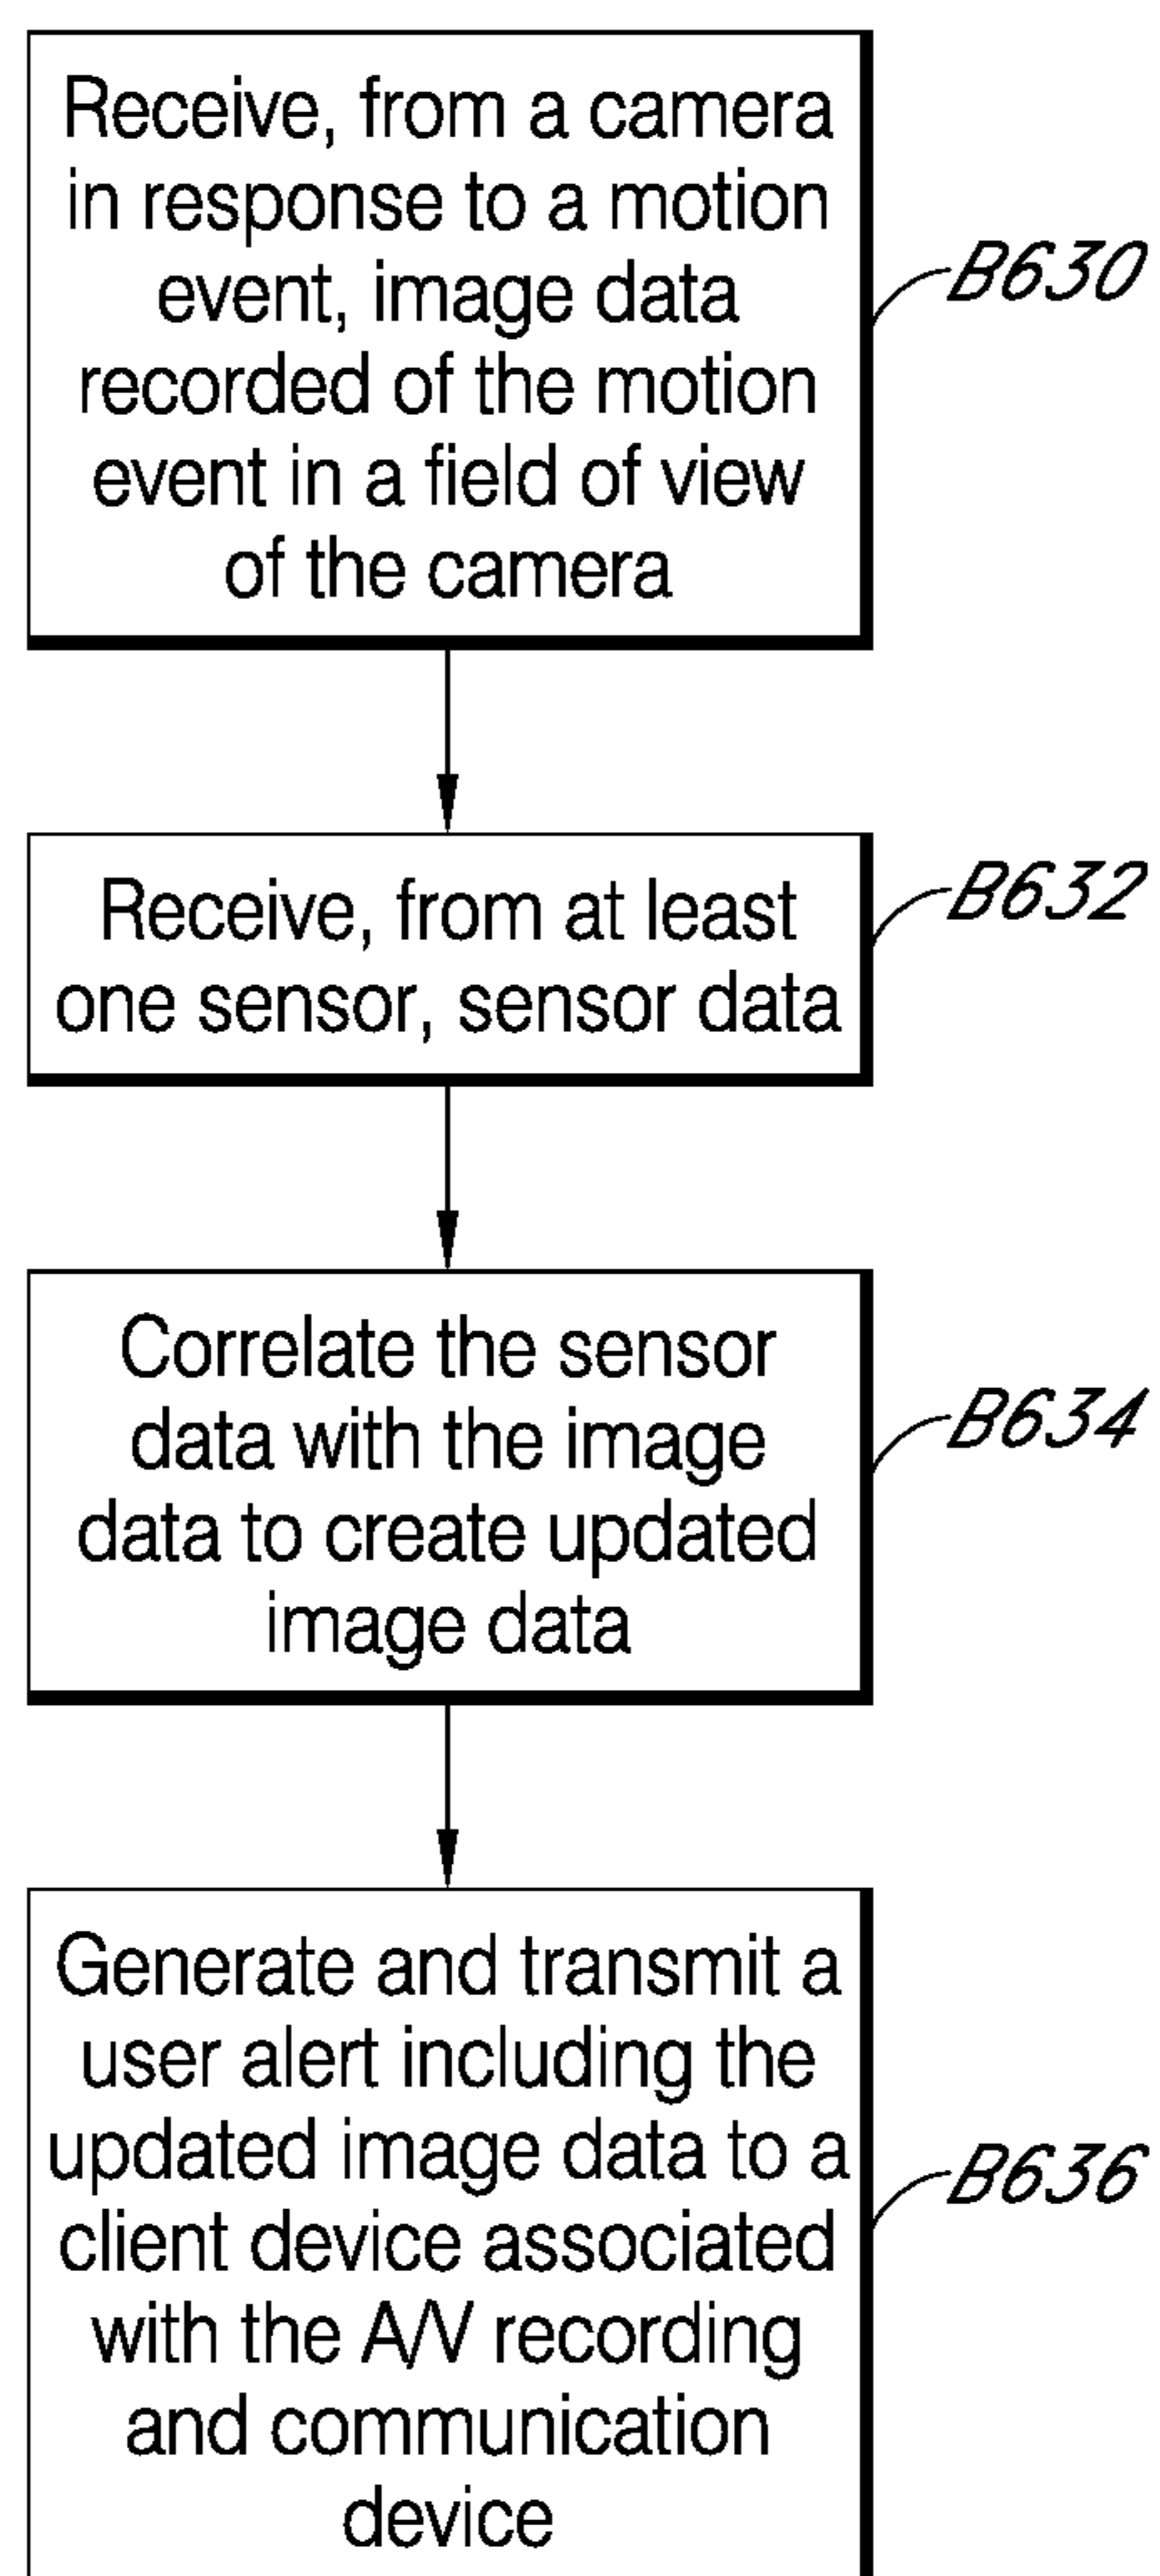 Receive, from a camera
in response to a motion
event, image data
recorded of the motion
event in a field of view
of the camera
B630
Receive, from at least
one sensor, sensor data
B632
Correlate the sensor
data with the image
data to create updated
image data
B634
Generate and transmit a
user alert including the
updated image data to a
client device associated
with the A/V recording
and communication
device
B636